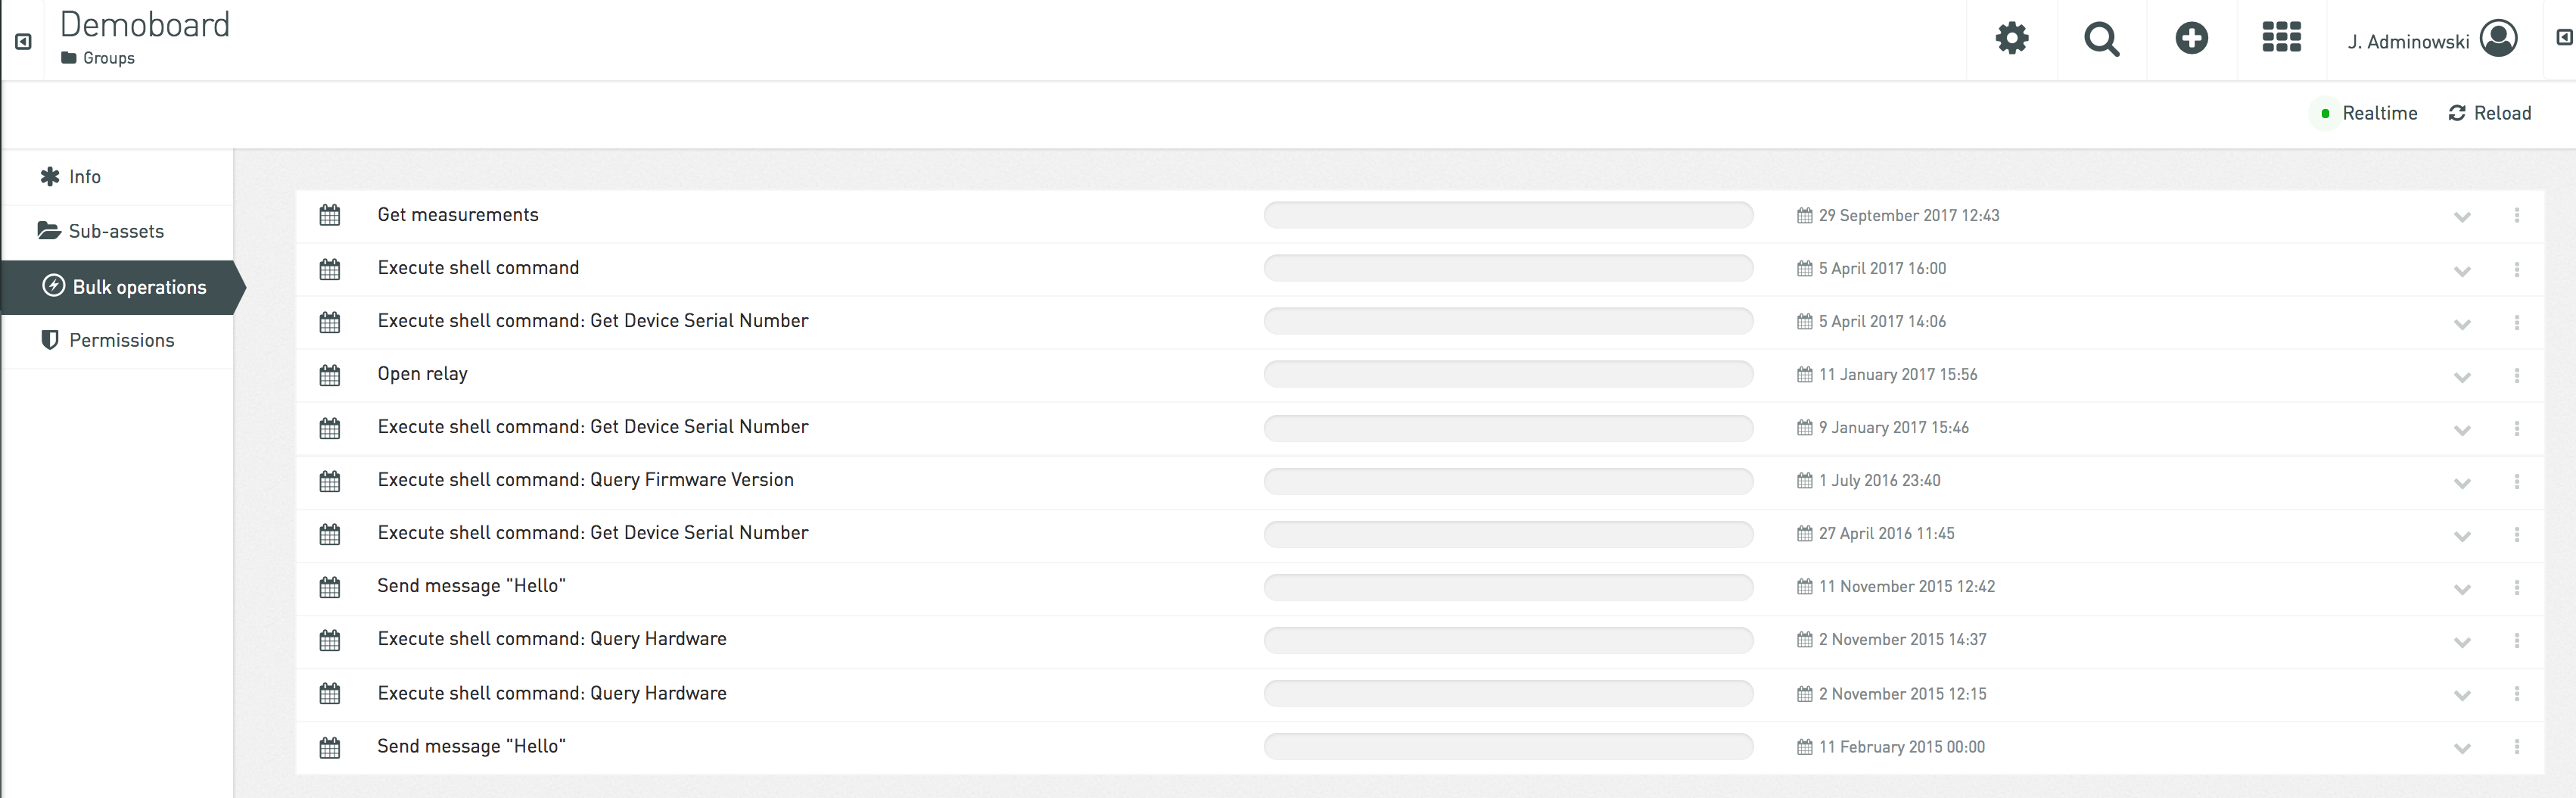 Demoboard
Groups
J. Adminowski
Realtime Reload
Info
Sub-assets
Bulk operations
Permissions
Get measurements 29 September 2017 12:43
Execute shell command 5 April 2017 16:00
Execute shell command: Get Device Serial Number 5 April 2017 14:06
Open relay 11 January 2017 15:56
Execute shell command: Get Device Serial Number 9 January 2017 15:46
Execute shell command: Query Firmware Version 1 July 2016 23:40
Execute shell command: Get Device Serial Number 27 April 2016 11:45
Send message "Hello" 11 November 2015 12:42
Execute shell command: Query Hardware 2 November 2015 14:37
Execute shell command: Query Hardware 2 November 2015 12:15
Send message "Hello" 11 February 2015 00:00